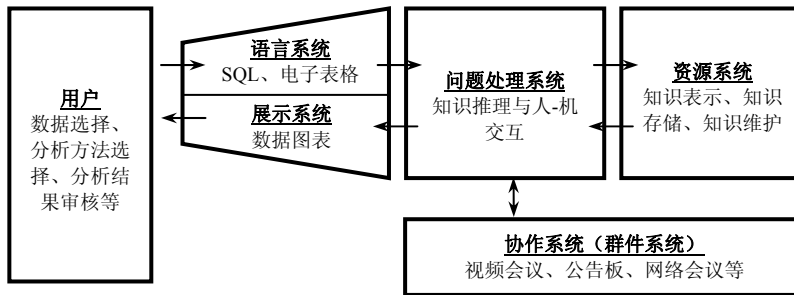 用户
数据选择、
分析方法选
择、分析结
果审核等
语言系统
SQL、电子表格
展示系统
数据图表
问题处理系统
知识推理与人-机
交互
资源系统
知识表示、知识
存储、知识维护
协作系统（群件系统）
视频会议、公告板、网络会议等